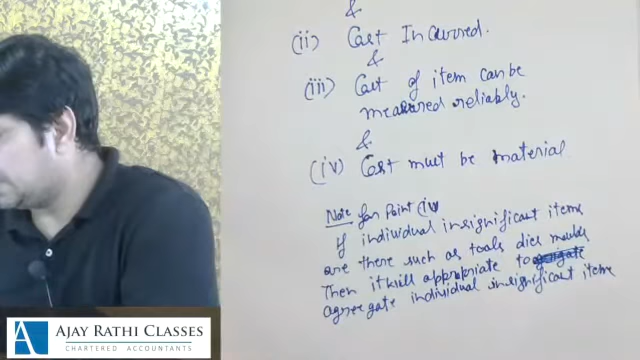 &
(ii) Cost Incurred.
&
(iii) Cost of item can be
measured reliably.
&
(iv) Cost must be material
Note for Point (iv
If individual insignificant items
are there such as tools dies moulds
Then it will appropriate to
aggregate individual insignificant items
AJAY RATHI CLASSES
CHARTERED ACCOUNTANTS